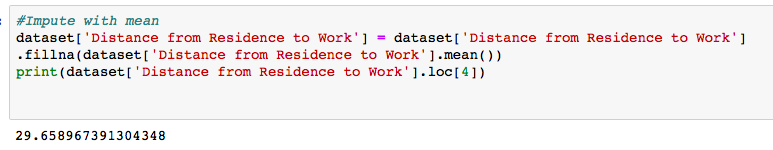 #Impute with mean
dataset['Distance from Residence to Work'] = dataset['Distance from Residence to Work']
.fillna(dataset['Distance from Residence to Work'].mean())
print(dataset['Distance from Residence to Work'].loc[4])
29.658967391304348